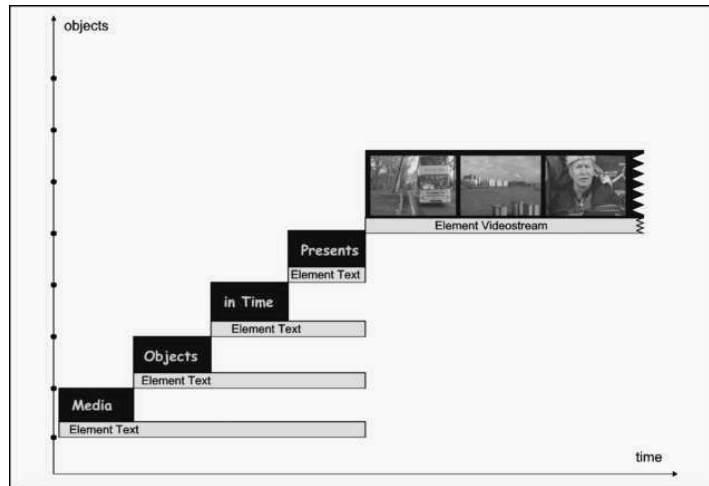 objects
Element Videostream
Presents
Element Text
in Time
Element Text
Objects
Element Text
Media
Element Text
time